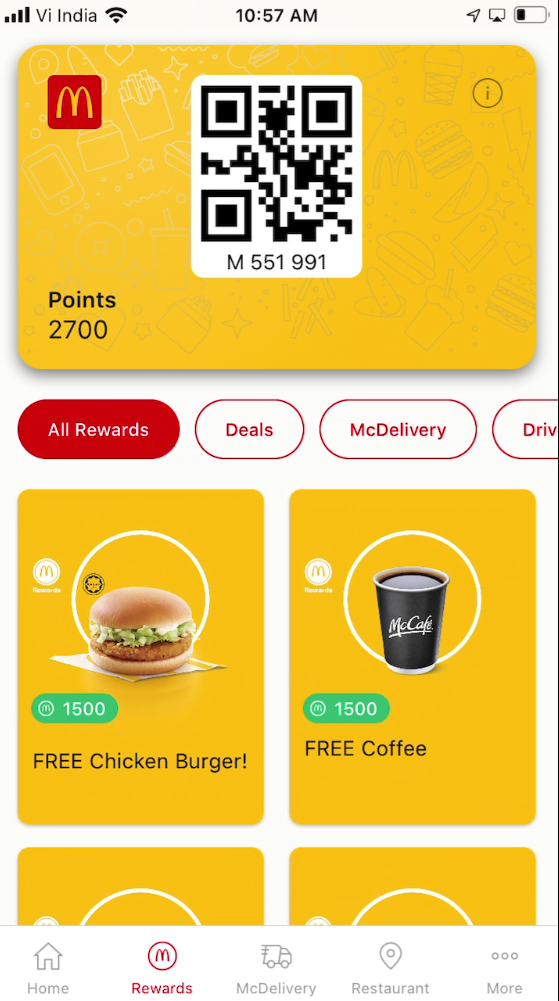 Vi India
10:57 AM
M 551 991
Points
2700
All Rewards
Deals
McDelivery
Driv
Rewards
Rewards
McCafé
1500
1500
FREE Chicken Burger!
FREE Coffee
Home
Rewards
McDelivery
Restaurant
More